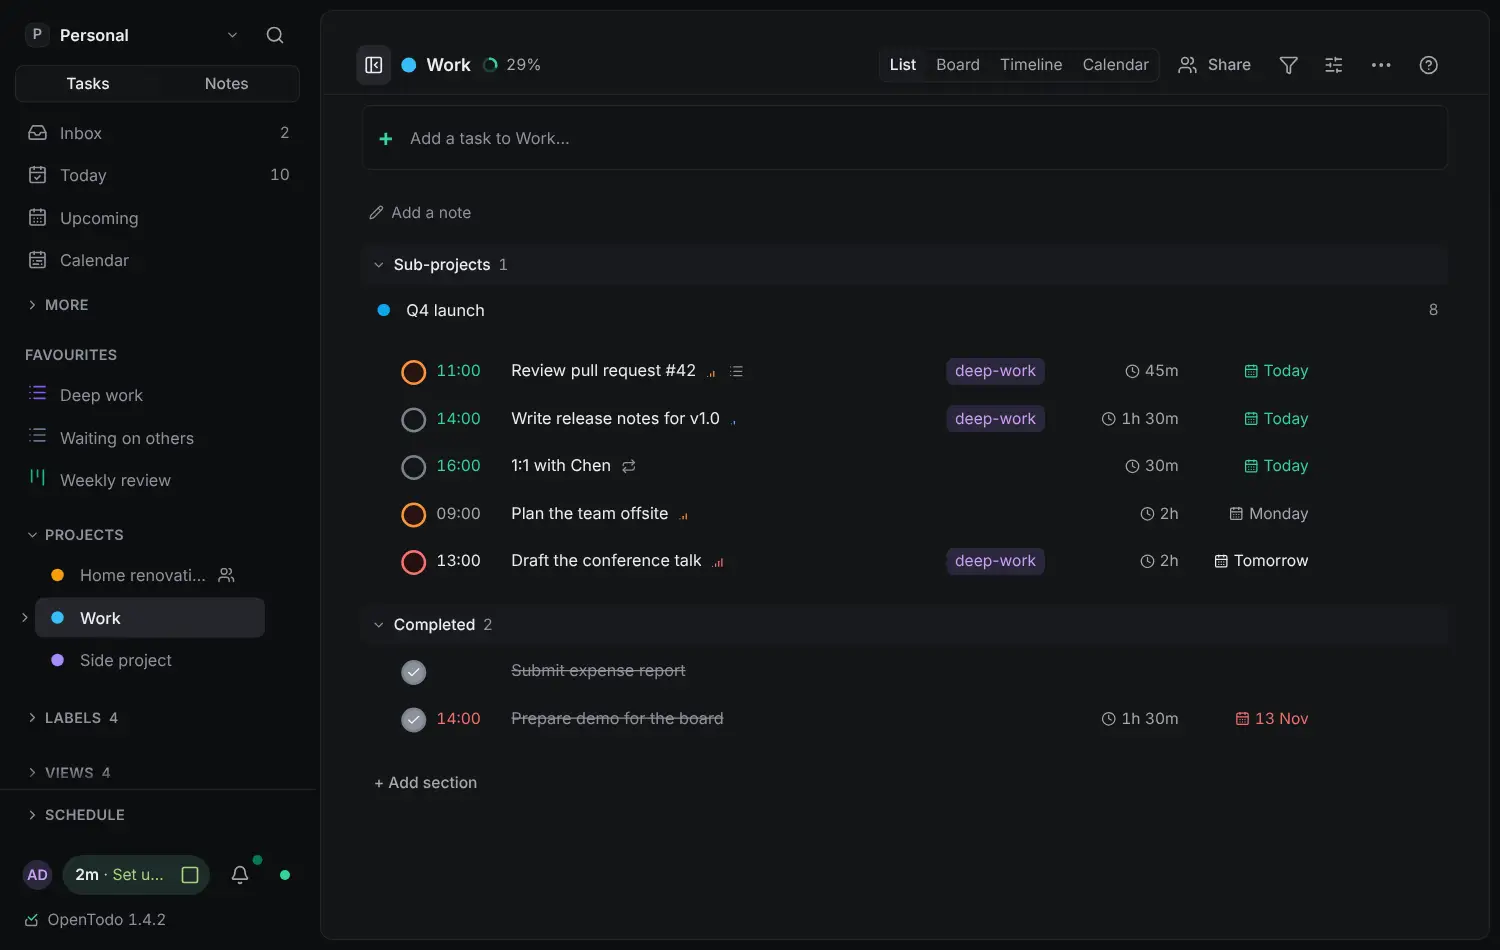 P Personal
Tasks Notes
Inbox 2
Today 10
Upcoming
Calendar
MORE
FAVOURITES
Deep work
Waiting on others
Weekly review
PROJECTS
Home renovati...
Work
Side project
LABELS 4
VIEWS 4
SCHEDULE
AD 2m · Set u...
OpenTodo 1.4.2
Work 29% List Board Timeline Calendar Share
+ Add a task to Work...
Add a note
Sub-projects 1
Q4 launch 8
11:00 Review pull request #42 deep-work 45m Today
14:00 Write release notes for v1.0 deep-work 1h 30m Today
16:00 1:1 with Chen 30m Today
09:00 Plan the team offsite 2h Monday
13:00 Draft the conference talk deep-work 2h Tomorrow
Completed 2
Submit expense report
14:00 Prepare demo for the board 1h 30m 13 Nov
+ Add section